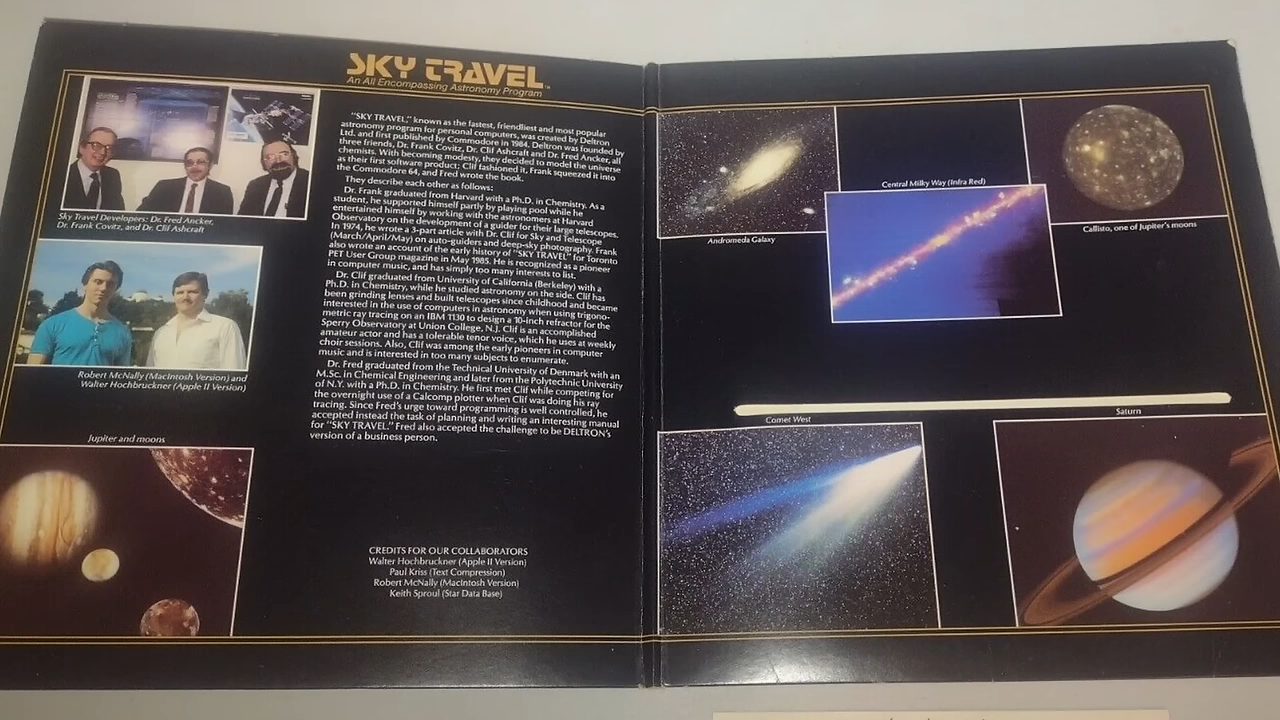 SKY TRAVEL™
An All Encompassing Astronomy Program
Sky Travel Developers: Dr. Fred Ancker,
Dr. Frank Covitz, and Dr. Clif Ashcraft
Robert McNally (MacIntosh Version) and
Walter Hochbruckner (Apple II Version)
Jupiter and moons
"SKY TRAVEL," known as the fastest, friendliest and most popular
astronomy program for personal computers, was created by Deltron
Ltd. and first published by Commodore in 1984. Deltron was founded by
three friends, Dr. Frank Covitz, Dr. Clif Ashcraft and Dr. Fred Ancker, all
chemists. With becoming modesty, they decided to model the universe
as their first software product; Clif fashioned it, Frank squeezed it into
the Commodore 64, and Fred wrote the book.
They describe each other as follows:
Dr. Frank graduated from Harvard with a Ph.D. in Chemistry. As a
student, he supported himself partly by playing pool while he
entertained himself by working with the astronomers at Harvard
Observatory on the development of a guider for their large telescopes.
In 1974, he wrote a 3-part article with Dr. Clif for Sky and Telescope
(March/April/May) on auto-guiders and deep-sky photography. Frank
also wrote an account of the early history of "SKY TRAVEL" for Toronto
PET User Group magazine in May 1985. He is recognized as a pioneer
in computer music, and has simply too many interests to list.
Dr. Clif graduated from University of California (Berkeley) with a
Ph.D. in Chemistry, while he studied astronomy on the side. Clif has
been grinding lenses and built telescopes since childhood and became
interested in the use of computers in astronomy when using trigono-
metric ray tracing on an IBM 1130 to design a 10-inch refractor for the
Sperry Observatory at Union College, N.J. Clif is an accomplished
amateur actor and has a tolerable tenor voice, which he uses at weekly
choir sessions. Also, Clif was among the early pioneers in computer
music and is interested in too many subjects to enumerate.
Dr. Fred graduated from the Technical University of Denmark with an
M.Sc. in Chemical Engineering and later from the Polytechnic University
of N.Y. with a Ph.D. in Chemistry. He first met Clif while competing for
the overnight use of a Calcomp plotter when Clif was doing his ray
tracing. Since Fred's urge toward programming is well controlled, he
accepted instead the task of planning and writing an interesting manual
for "SKY TRAVEL." Fred also accepted the challenge to be DELTRON's
version of a business person.
CREDITS FOR OUR COLLABORATORS
Walter Hochbruckner (Apple II Version)
Paul Kriss (Text Compression)
Robert McNally (MacIntosh Version)
Keith Sproul (Star Data Base)
Andromeda Galaxy
Central Milky Way (Infra Red)
Callisto, one of Jupiter's moons
Comet West
Saturn